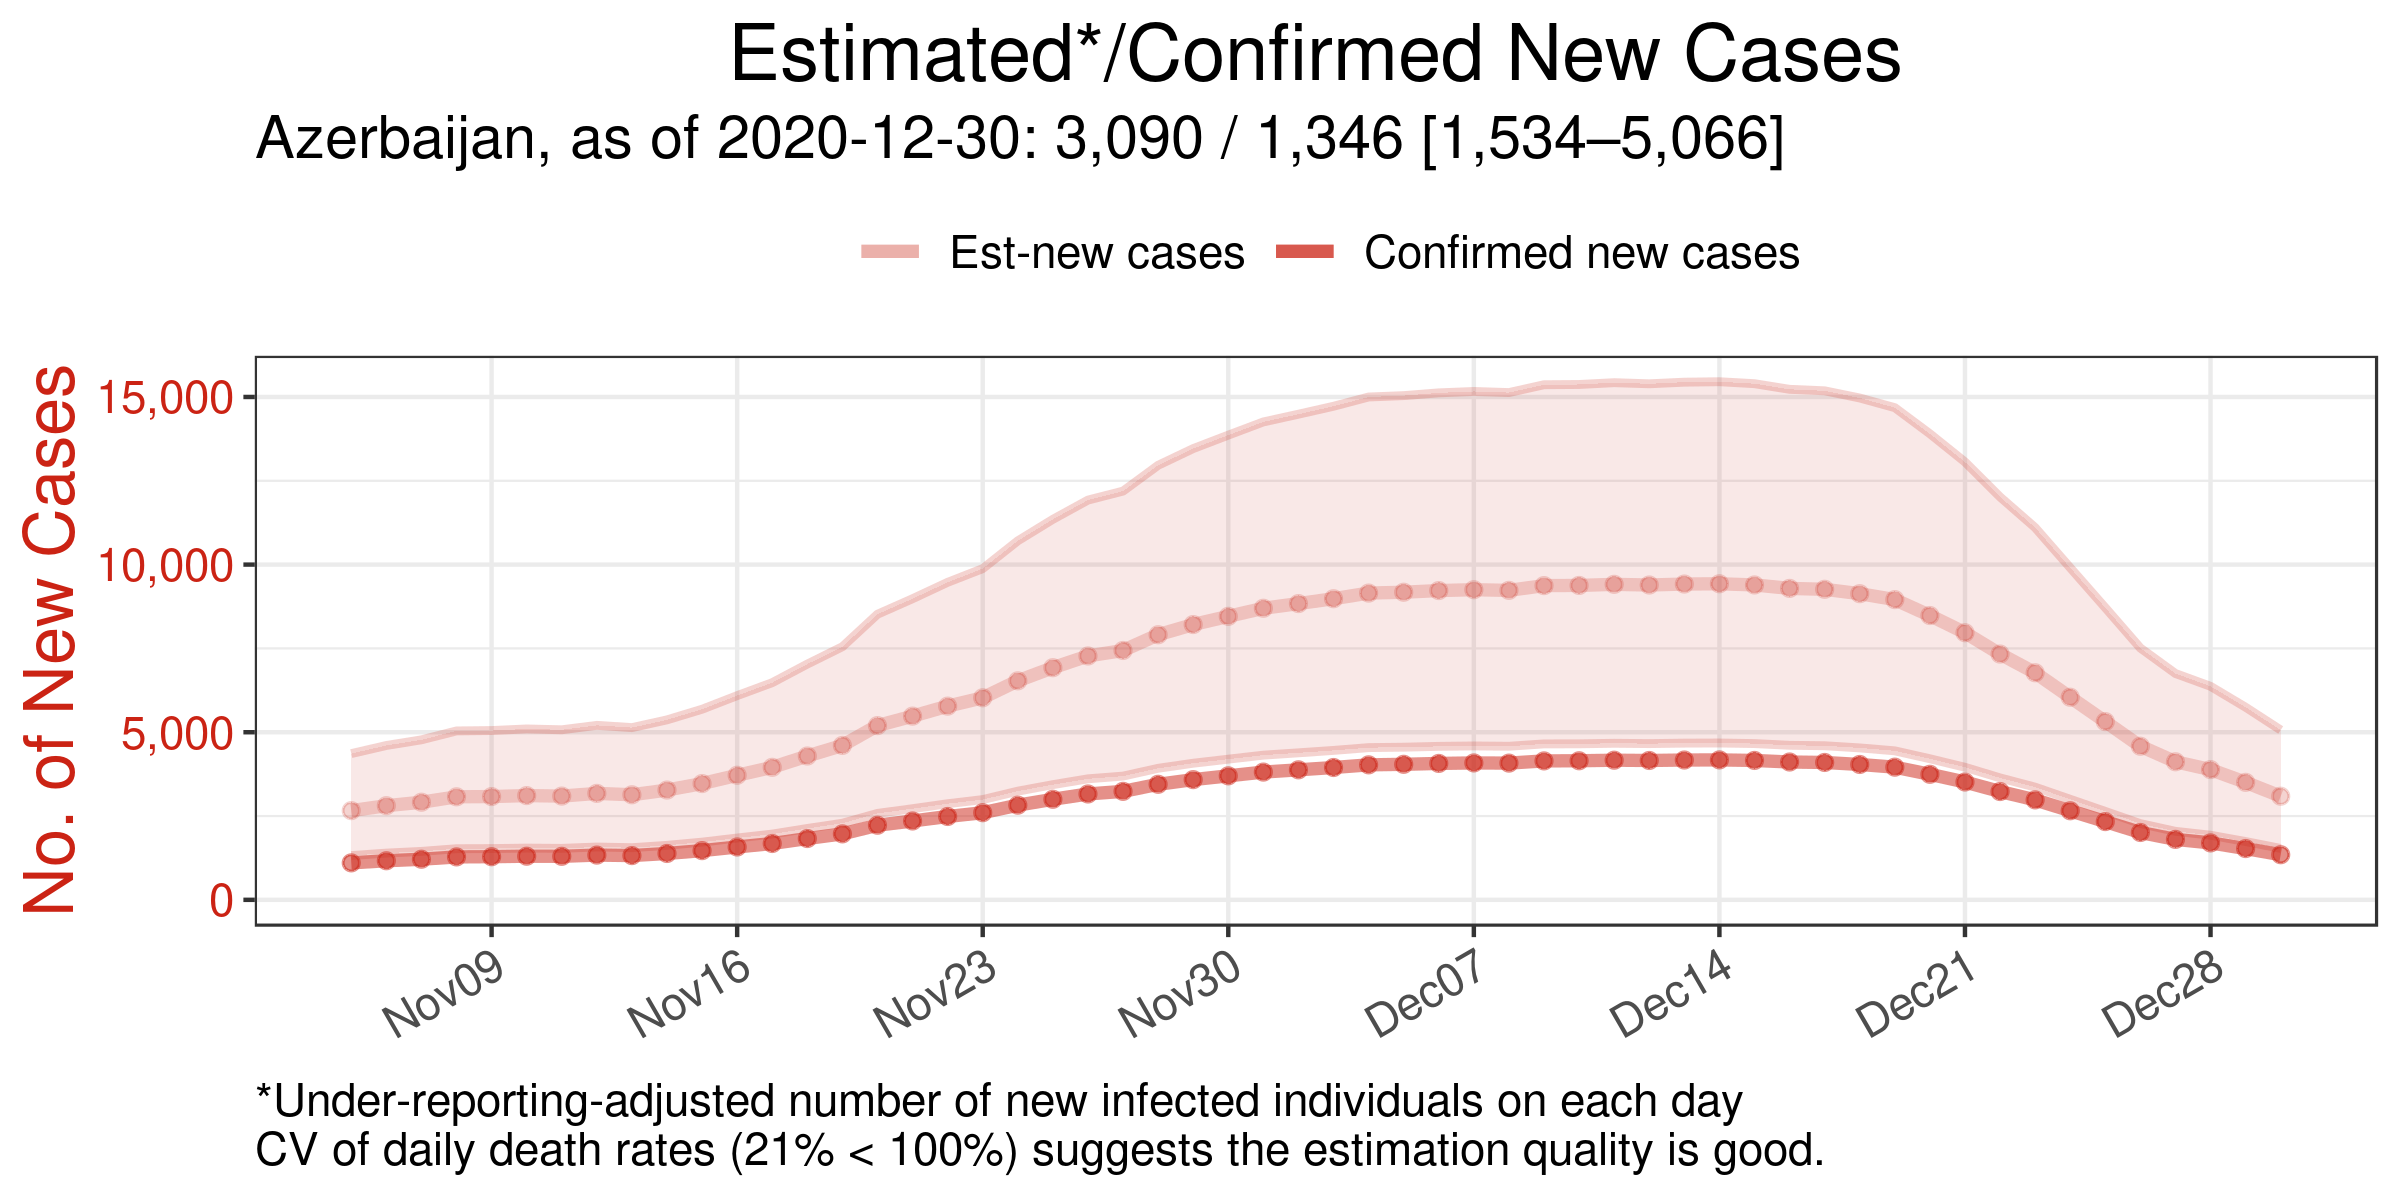 Estimated*/Confirmed New Cases
Azerbaijan, as of 2020-12-30: 3,090 / 1,346 [1,534–5,066]
Est-new cases Confirmed new cases
No. of New Cases
15,000
10,000
5,000
0
Nov09 Nov16 Nov23 Nov30 Dec07 Dec14 Dec21 Dec28
*Under-reporting-adjusted number of new infected individuals on each day
CV of daily death rates (21% < 100%) suggests the estimation quality is good.